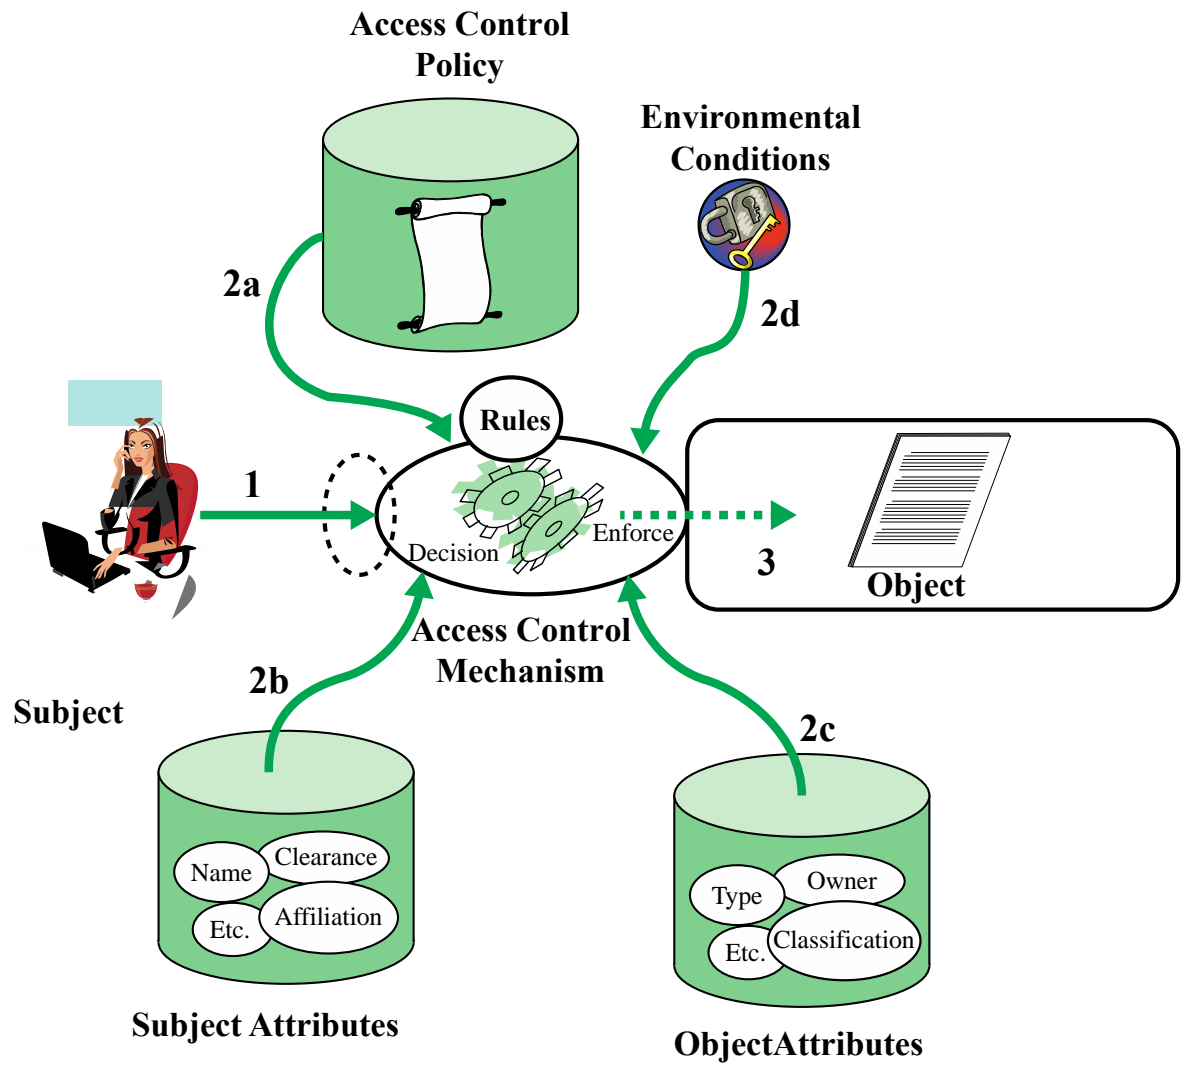 Access Control
Policy
Environmental
Conditions
2a
2d
Rules
1
Decision
Enforce
3
Object
Access Control
Mechanism
2b
Subject
2c
Name
Clearance
Etc.
Affiliation
Type
Owner
Etc.
Classification
Subject Attributes
ObjectAttributes